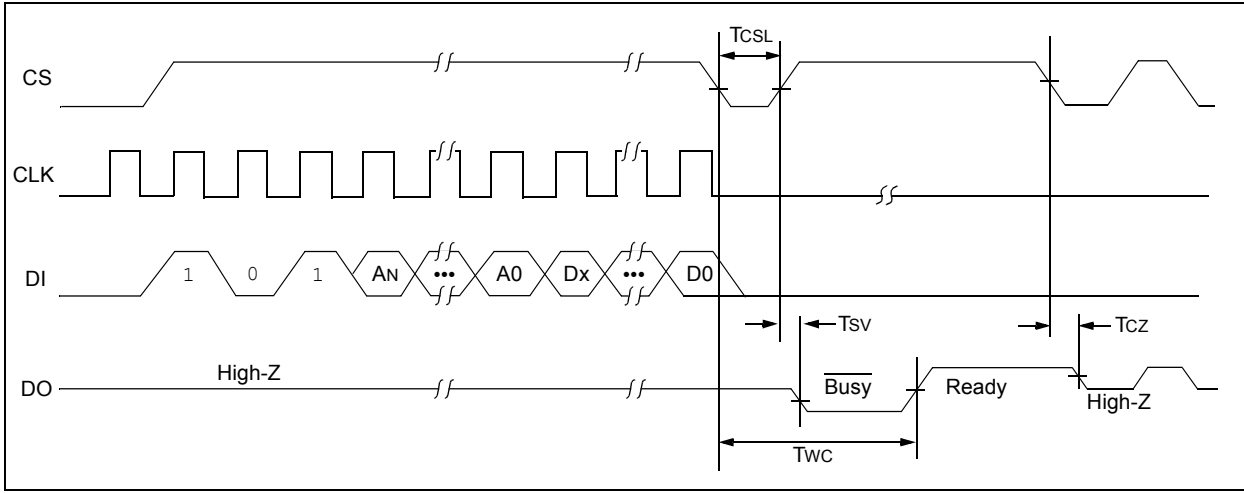 TCSL
CS
CLK
DI 1 0 1 AN ••• A0 Dx ••• D0
TSV TCZ
DO High-Z Busy Ready High-Z
TWC